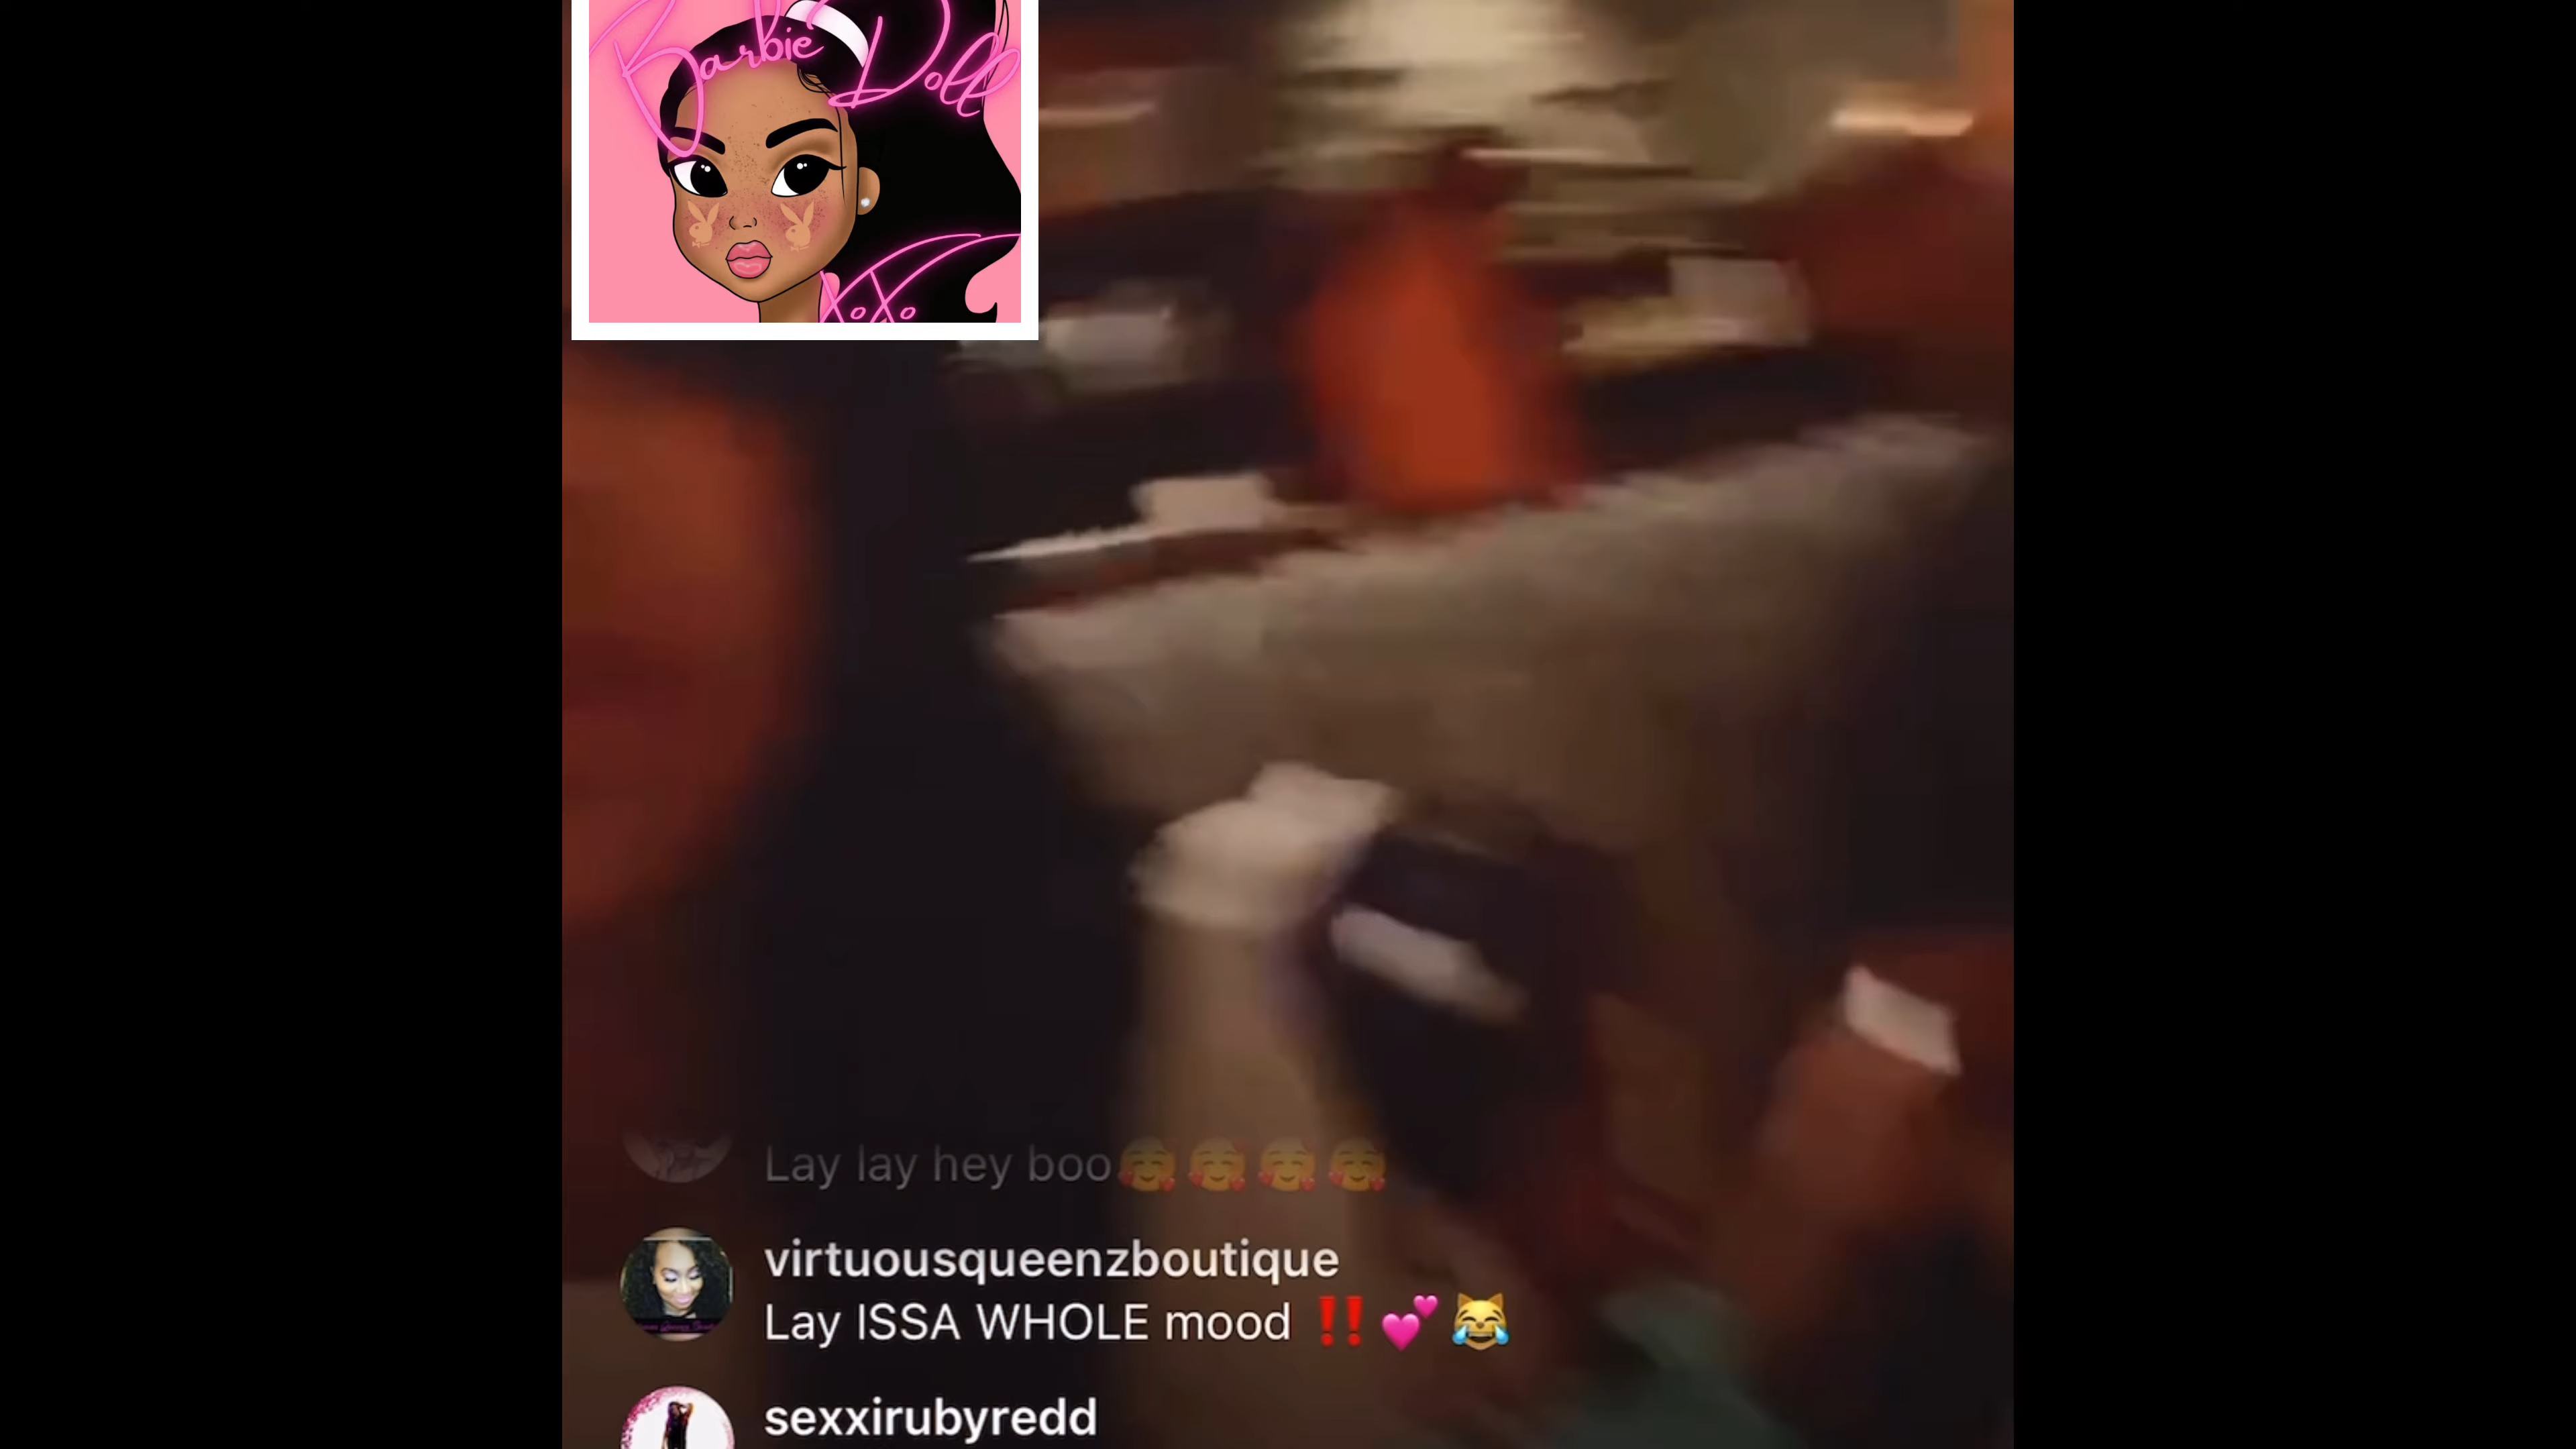 Barbie Doll
XoXo
Lay lay hey boo🥰🥰🥰🥰
virtuousqueenzboutique
Lay ISSA WHOLE mood ‼️💕😹
sexxirubyredd